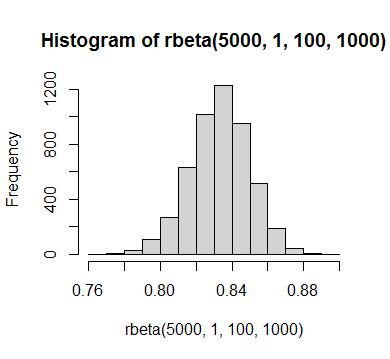 Histogram of rbeta(5000, 1, 100, 1000)
Frequency
1200
800
400
0
0.76 0.80 0.84 0.88
rbeta(5000, 1, 100, 1000)